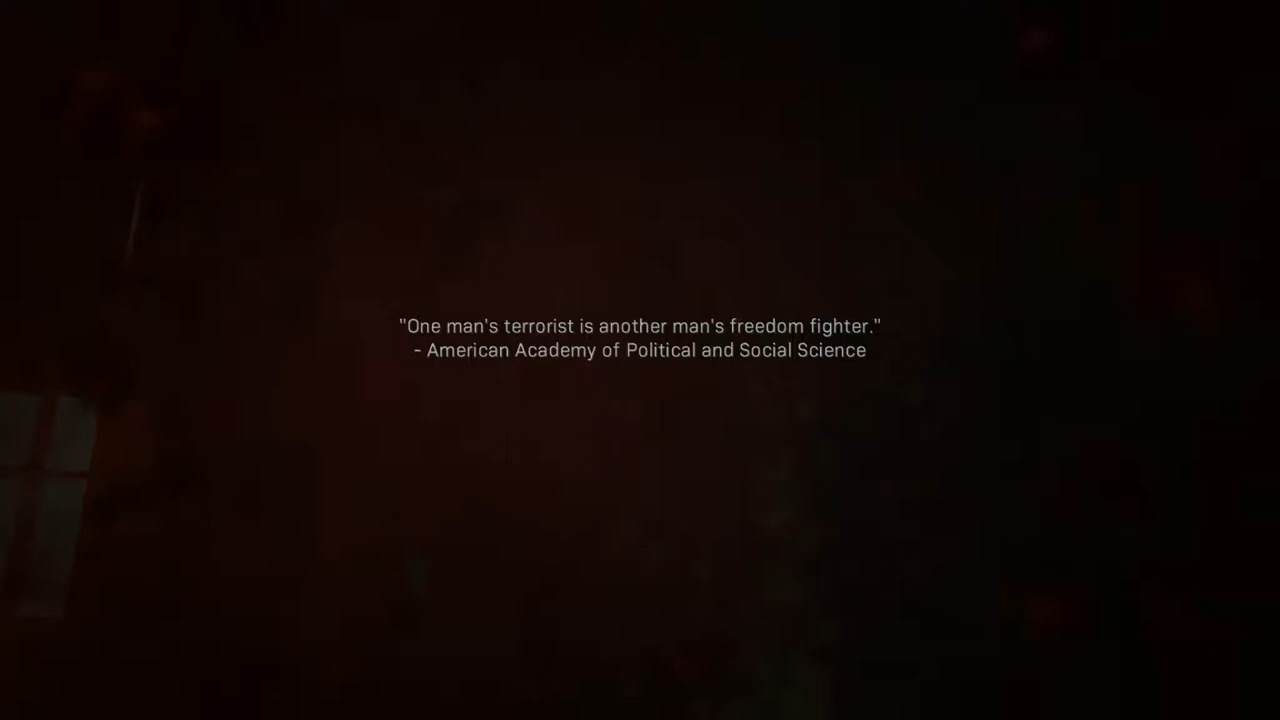 "One man's terrorist is another man's freedom fighter."
- American Academy of Political and Social Science